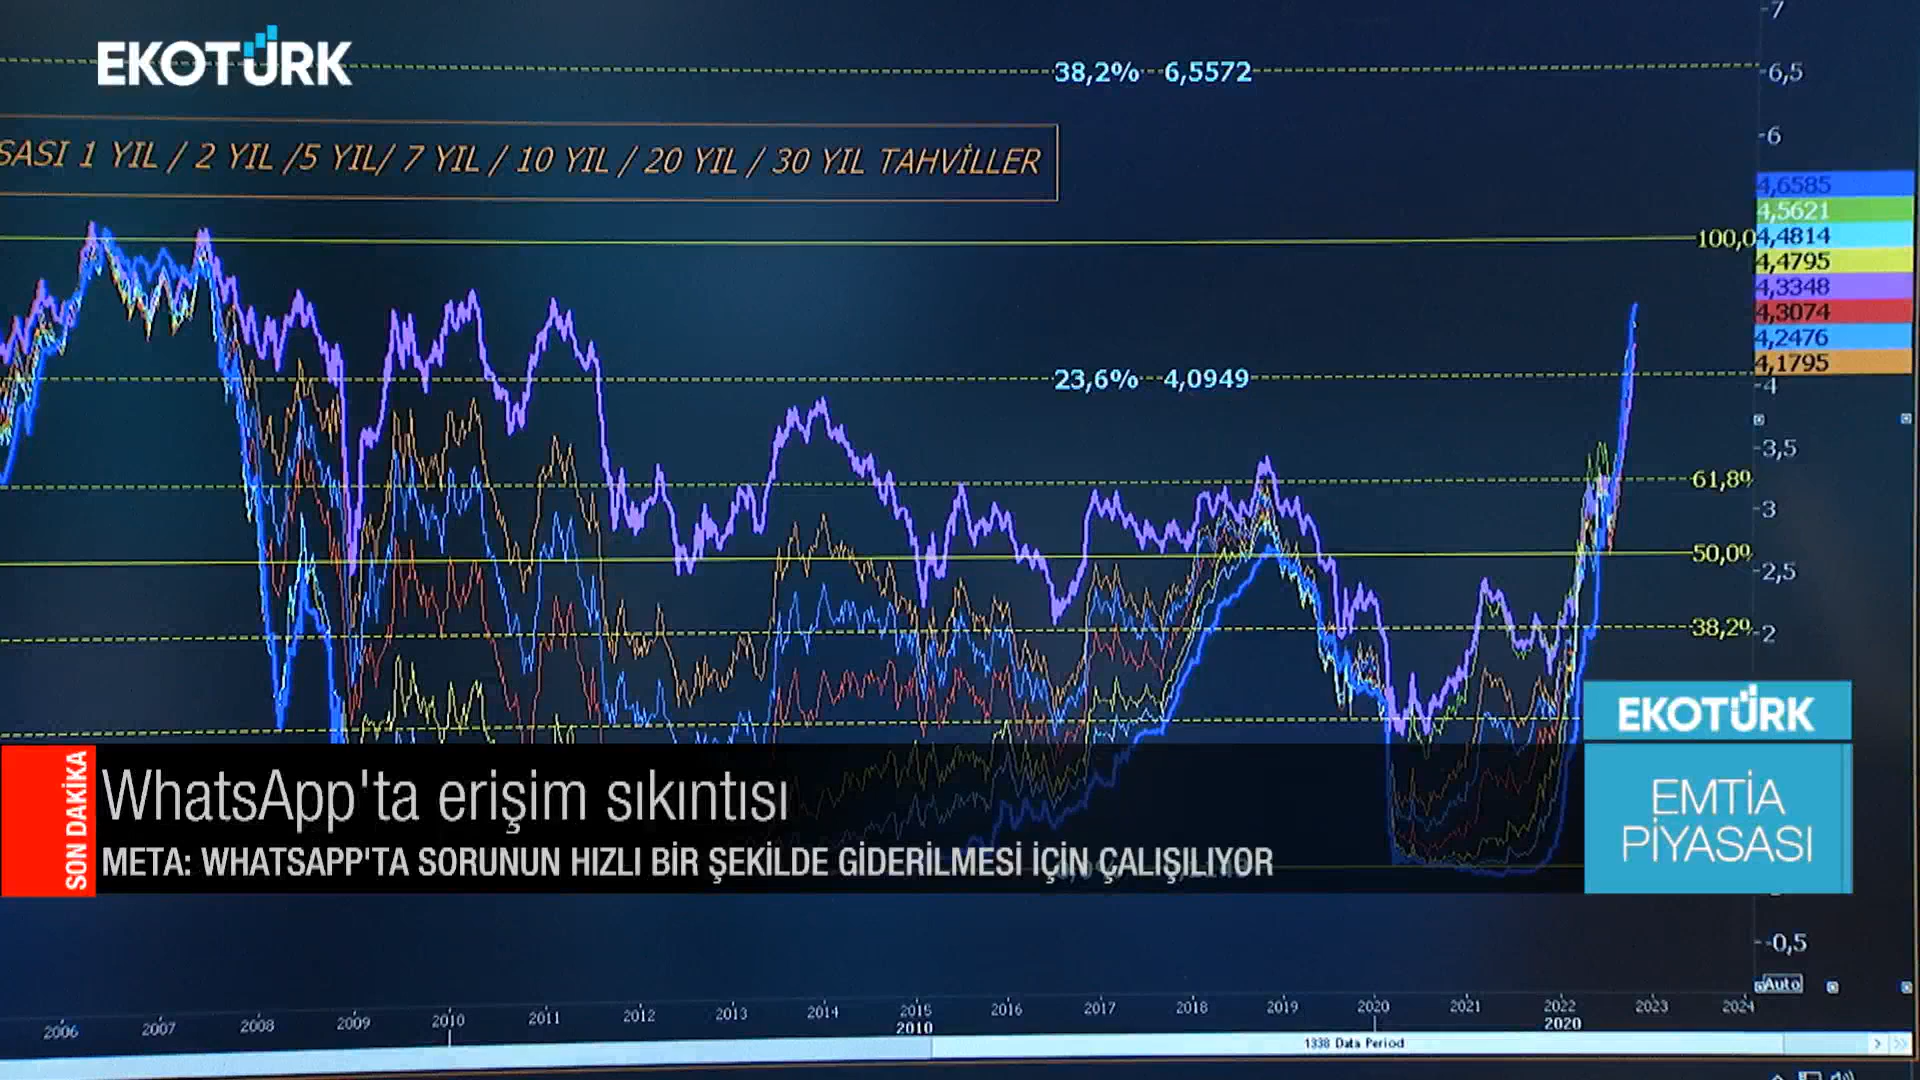 EKOTÜRK
38,2% 6,5572
SASI 1 YIL / 2 YIL /5 YIL/ 7 YIL / 10 YIL / 20 YIL / 30 YIL TAHVİLLER
7
6,5
6
4,6585
4,5621
100,0
4,4814
4,4795
4,3348
4,3074
4,2476
4,1795
23,6% 4,0949
4
3,5
61,8%
3
50,0%
2,5
38,2%
2
EKOTÜRK
EMTİA
PİYASASI
SON DAKİKA
WhatsApp'ta erişim sıkıntısı
META: WHATSAPP'TA SORUNUN HIZLI BİR ŞEKİLDE GİDERİLMESİ İÇİN ÇALIŞILIYOR
-0,5
Auto
2006 2007 2008 2009 2010 2011 2012 2013 2014 2015 2016 2017 2018 2019 2020 2021 2022 2023 2024
2010 2020
1338 Data Period